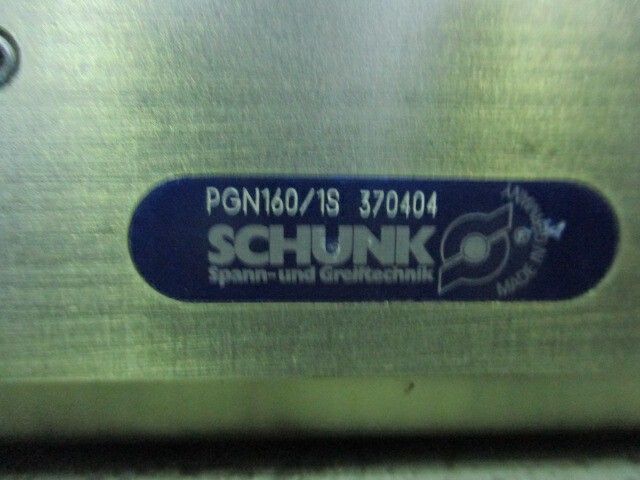 PGN160/1S 370404
SCHUNK
Spann- und Greiftechnik
MADE IN GERMANY